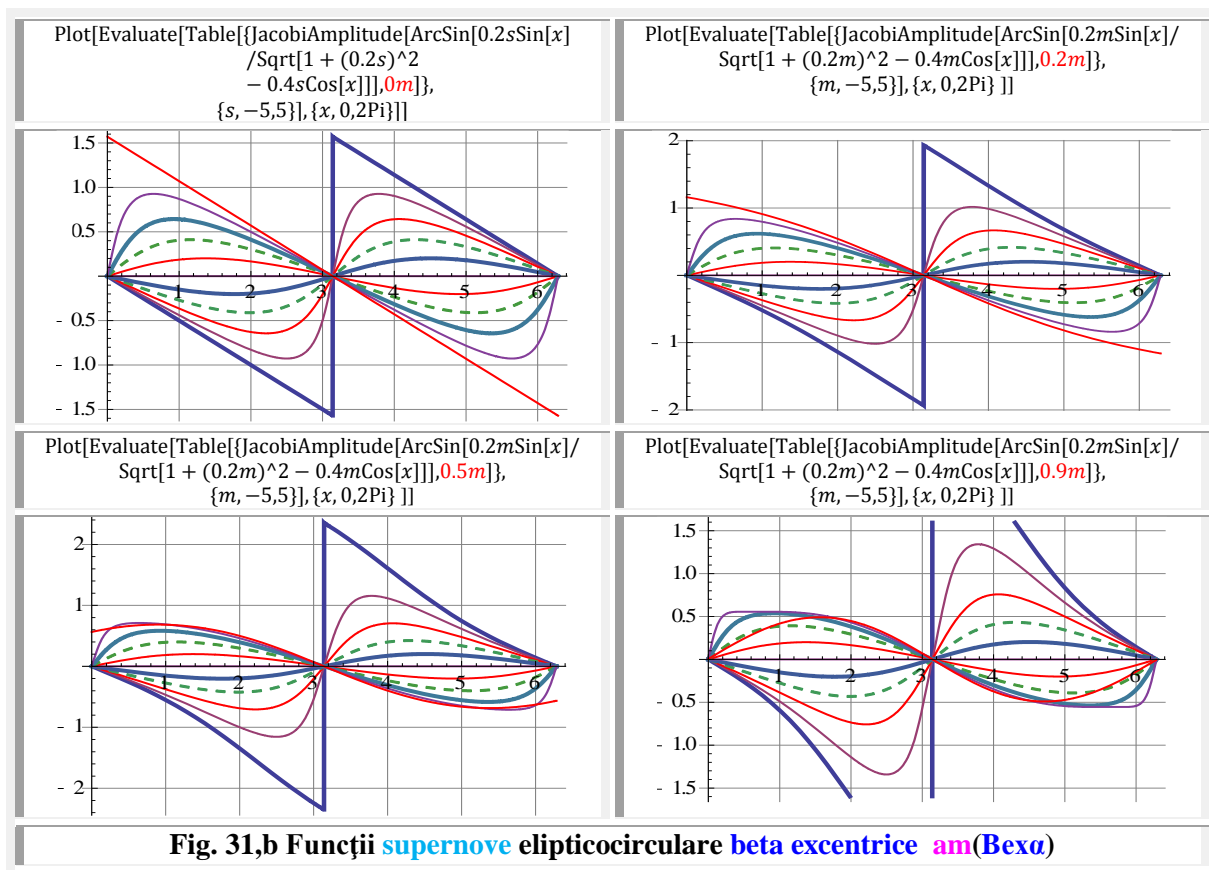 Plot[Evaluate[Table[{JacobiAmplitude[ArcSin[0.2sSin[x]
/Sqrt[1 + (0.2s)^2
− 0.4sCos[x]]],0m]},
{s, −5,5}],{x, 0,2Pi}]]
Plot[Evaluate[Table[{JacobiAmplitude[ArcSin[0.2mSin[x]/
Sqrt[1 + (0.2m)^2 − 0.4mCos[x]]],0.2m]},
{m, −5,5}],{x, 0,2Pi} ]]
1.5
1.0
0.5
- 0.5
- 1.0
- 1.5
1 2 3 4 5 6
2
1
- 1
- 2
1 2 3 4 5 6
Plot[Evaluate[Table[{JacobiAmplitude[ArcSin[0.2mSin[x]/
Sqrt[1 + (0.2m)^2 − 0.4mCos[x]]],0.5m]},
{m, −5,5}],{x, 0,2Pi} ]]
Plot[Evaluate[Table[{JacobiAmplitude[ArcSin[0.2mSin[x]/
Sqrt[1 + (0.2m)^2 − 0.4mCos[x]]],0.9m]},
{m, −5,5}],{x, 0,2Pi} ]]
2
1
- 1
- 2
1 2 3 4 5 6
1.5
1.0
0.5
- 0.5
- 1.0
- 1.5
1 2 3 4 5 6
Fig. 31,b Funcţii supernove elipticocirculare beta excentrice am(Bexα)